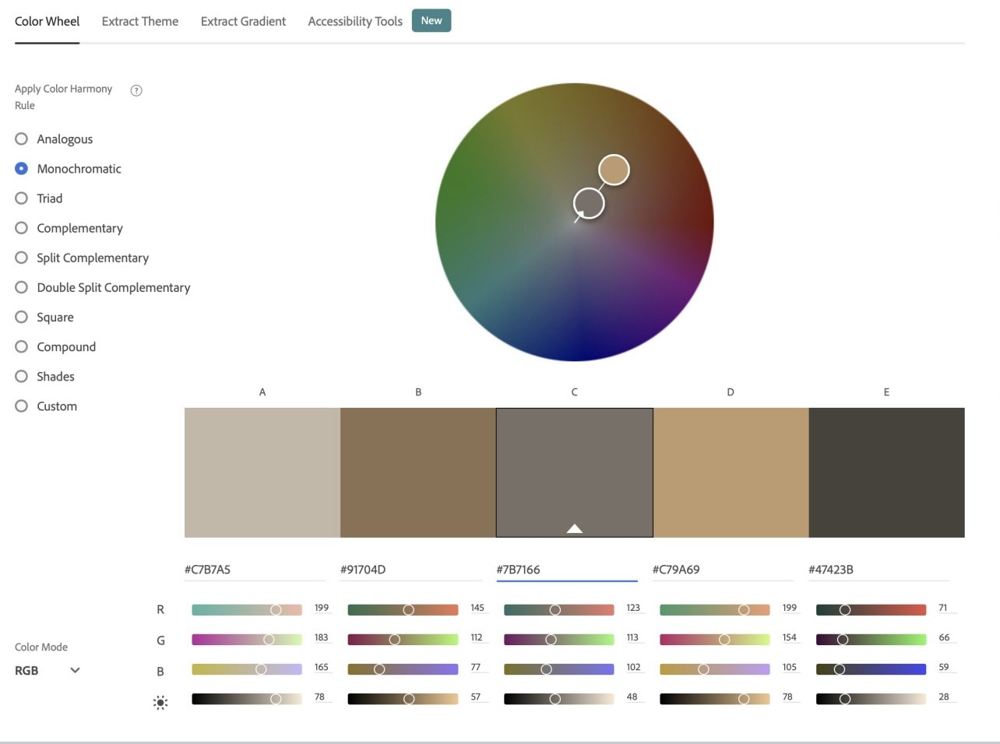 Color Wheel Extract Theme Extract Gradient Accessibility Tools New
Apply Color Harmony
Rule
?
Analogous
Monochromatic
Triad
Complementary
Split Complementary
Double Split Complementary
Square
Compound
Shades
Custom
A B C D E
#C7B7A5 #91704D #7B7166 #C79A69 #47423B
R 199 145 123 199 71
G 183 112 113 154 66
Color Mode
RGB
B 165 77 102 105 59
78 57 48 78 28